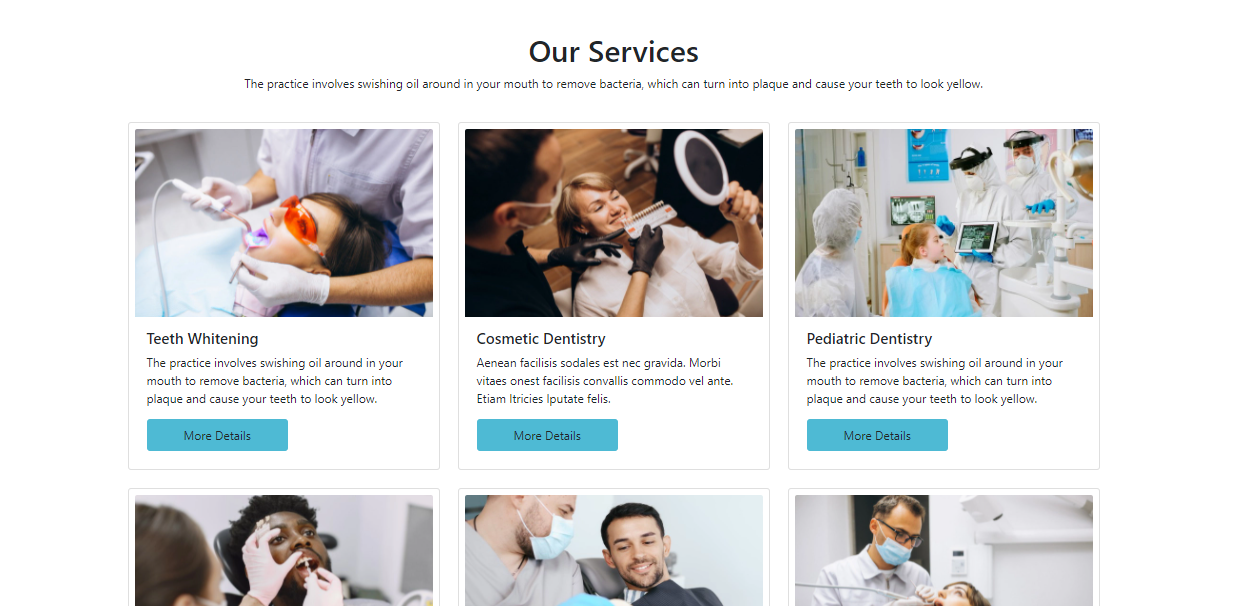 Our Services
The practice involves swishing oil around in your mouth to remove bacteria, which can turn into plaque and cause your teeth to look yellow.
Teeth Whitening
The practice involves swishing oil around in your
mouth to remove bacteria, which can turn into
plaque and cause your teeth to look yellow.
More Details
Cosmetic Dentistry
Aenean facilisis sodales est nec gravida. Morbi
vitaes onest facilisis convallis commodo vel ante.
Etiam ltricies lputate felis.
More Details
Pediatric Dentistry
The practice involves swishing oil around in your
mouth to remove bacteria, which can turn into
plaque and cause your teeth to look yellow.
More Details